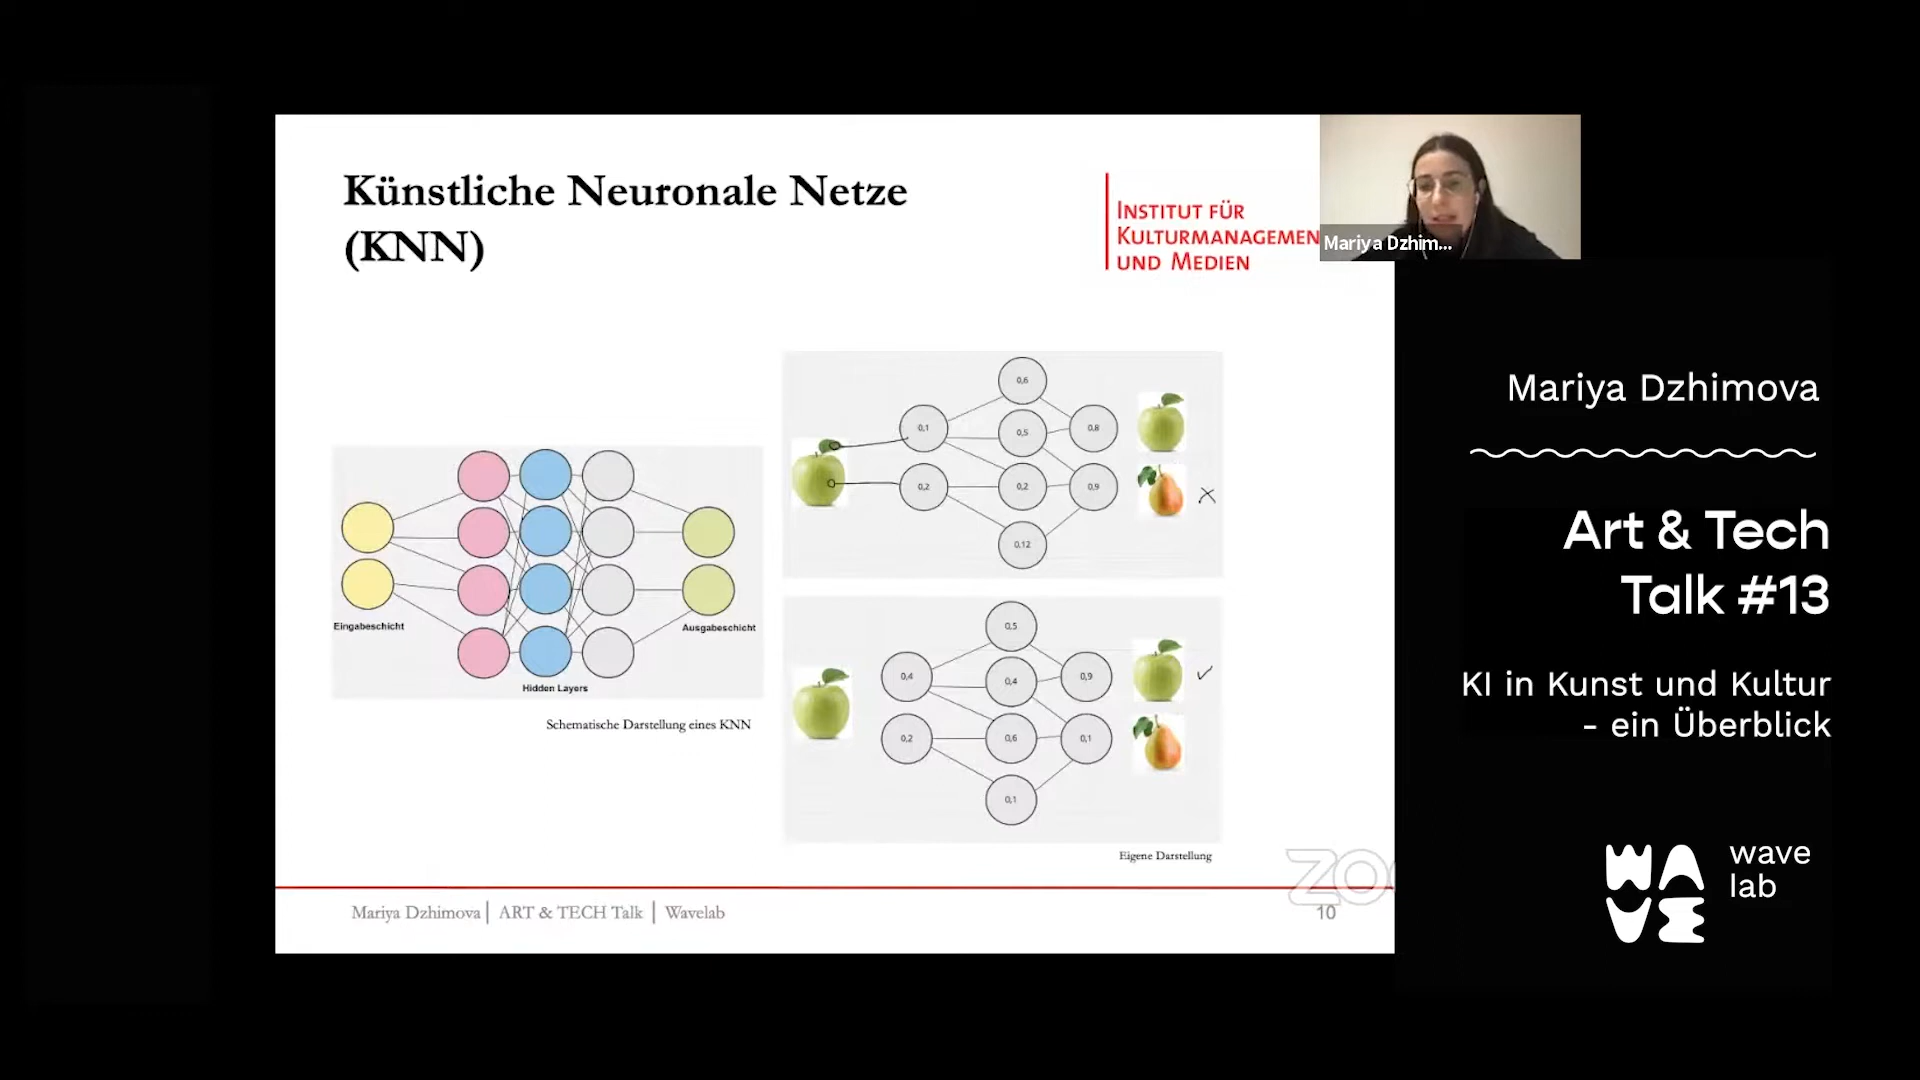 Künstliche Neuronale Netze
(KNN)
INSTITUT FÜR
KULTURMANAGEMEN
UND MEDIEN
Mariya Dzhim...
Eingabeschicht
Ausgabeschicht
Hidden Layers
Schematische Darstellung eines KNN
0,6
0,1
0,5
0,8
0,2
0,2
0,9
0,12
0,5
0,4
0,4
0,9
0,2
0,6
0,1
0,1
Eigene Darstellung
Mariya Dzhimova | ART & TECH Talk | Wavelab
10
ZO
Mariya Dzhimova
Art & Tech
Talk #13
KI in Kunst und Kultur
- ein Überblick
WAVE
wave
lab